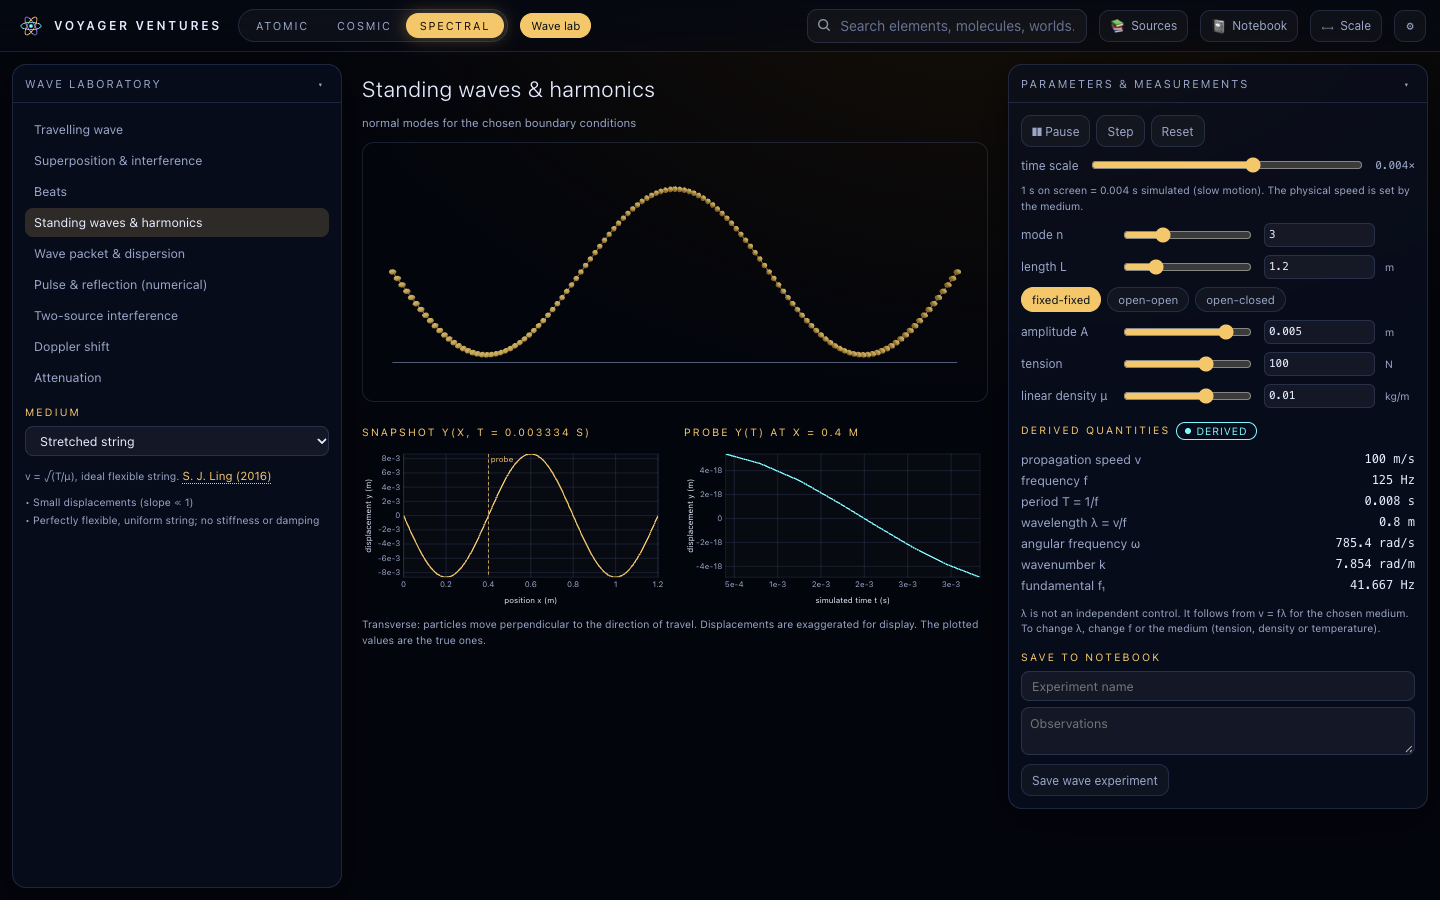 VOYAGER VENTURES
ATOMIC
COSMIC
SPECTRAL
Wave lab
Search elements, molecules, worlds.
Sources
Notebook
Scale
WAVE LABORATORY
Travelling wave
Superposition & interference
Beats
Standing waves & harmonics
Wave packet & dispersion
Pulse & reflection (numerical)
Two-source interference
Doppler shift
Attenuation
MEDIUM
Stretched string
v = √(T/μ), ideal flexible string. S. J. Ling (2016)
• Small displacements (slope ≪ 1)
• Perfectly flexible, uniform string; no stiffness or damping
Standing waves & harmonics
normal modes for the chosen boundary conditions
SNAPSHOT Y(X, T = 0.003334 S)
8e-3
6e-3
4e-3
2e-3
0
-2e-3
-4e-3
-6e-3
-8e-3
displacement y (m)
probe
0 0.2 0.4 0.6 0.8 1 1.2
position x (m)
PROBE Y(T) AT X = 0.4 M
4e-18
2e-18
0
-2e-18
-4e-18
displacement y (m)
5e-4 1e-3 2e-3 2e-3 3e-3 3e-3
simulated time t (s)
Transverse: particles move perpendicular to the direction of travel. Displacements are exaggerated for display. The plotted
values are the true ones.
PARAMETERS & MEASUREMENTS
Pause
Step
Reset
time scale 0.004×
1 s on screen = 0.004 s simulated (slow motion). The physical speed is set by
the medium.
mode n 3
length L 1.2 m
fixed-fixed
open-open
open-closed
amplitude A 0.005 m
tension 100 N
linear density μ 0.01 kg/m
DERIVED QUANTITIES
DERIVED
propagation speed v 100 m/s
frequency f 125 Hz
period T = 1/f 0.008 s
wavelength λ = v/f 0.8 m
angular frequency ω 785.4 rad/s
wavenumber k 7.854 rad/m
fundamental f₁ 41.667 Hz
λ is not an independent control. It follows from v = fλ for the chosen medium.
To change λ, change f or the medium (tension, density or temperature).
SAVE TO NOTEBOOK
Experiment name
Observations
Save wave experiment